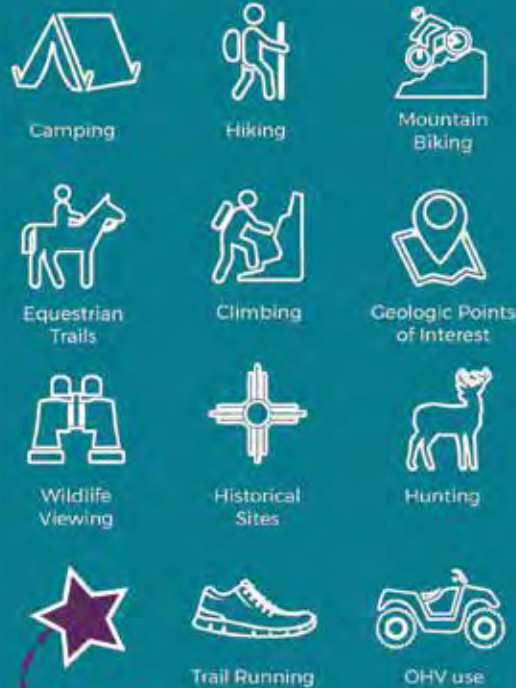 Camping
Hiking
Mountain
Biking
Equestrian
Trails
Climbing
Geologic Points
of Interest
Wildlife
Viewing
Historical
Sites
Hunting
Trail Running
OHV use